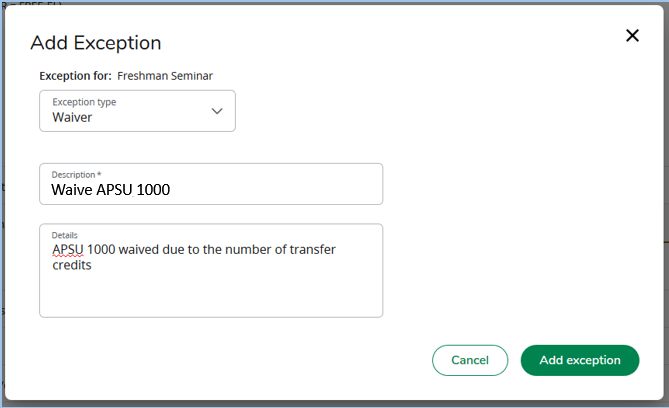 Add Exception
Exception for: Freshman Seminar
Exception type
Waiver
Description *
Waive APSU 1000
Details
APSU 1000 waived due to the number of transfer
credits
Cancel
Add exception